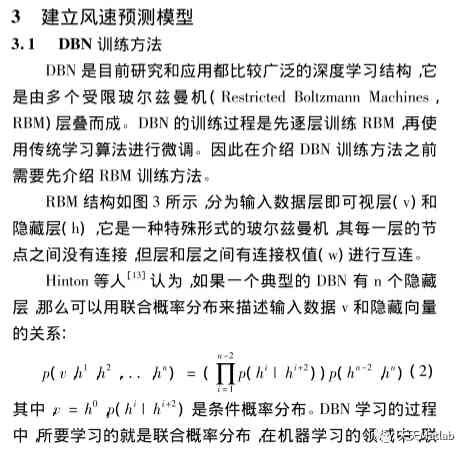 3 建立风速预测模型
3.1 DBN 训练方法
DBN 是目前研究和应用都比较广泛的深度学习结构,它
是由多个受限玻尔兹曼机( Restricted Boltzmann Machines,
RBM) 层叠而成。DBN 的训练过程是先逐层训练 RBM,再使
用传统学习算法进行微调。因此在介绍 DBN 训练方法之前
需要先介绍 RBM 训练方法。
RBM 结构如图 3 所示,分为输入数据层即可视层( v) 和
隐藏层( h) ,它是一种特殊形式的玻尔兹曼机,其每一层的节
点之间没有连接,但层和层之间有连接权值( w) 进行互连。
Hinton 等人[13]认为,如果一个典型的 DBN 有 n 个隐藏
层,那么可以用联合概率分布来描述输入数据 v 和隐藏向量
的关系:
p( v,h^1,h^2,...,h^n) = ( ∏_{i=1}^{n-2} p( h^i | h^{i+2}) ) p( h^{n-2},h^n) (2)
其中,v = h^0,p( h^i | h^{i+2}) 是条件概率分布。DBN 学习的过程
中,所要学习的就是联合概率分布,在机器学习的领域中,联